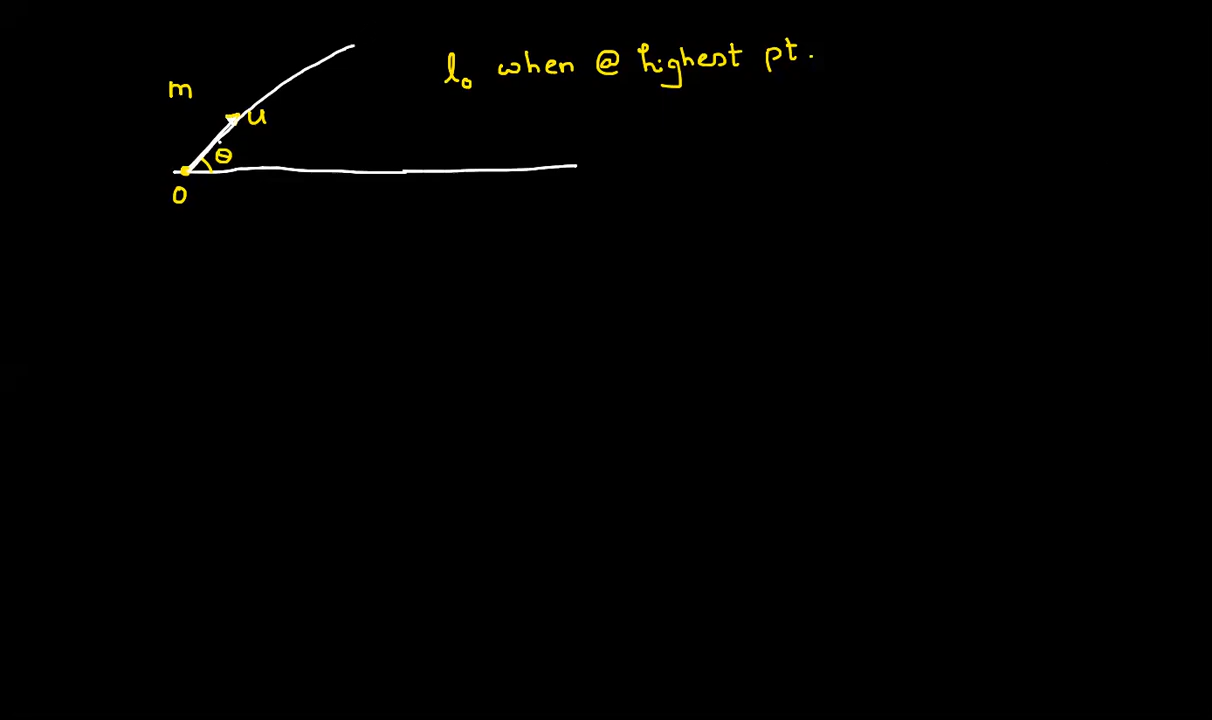 l₀ when @ highest pt.
m
u
θ
O